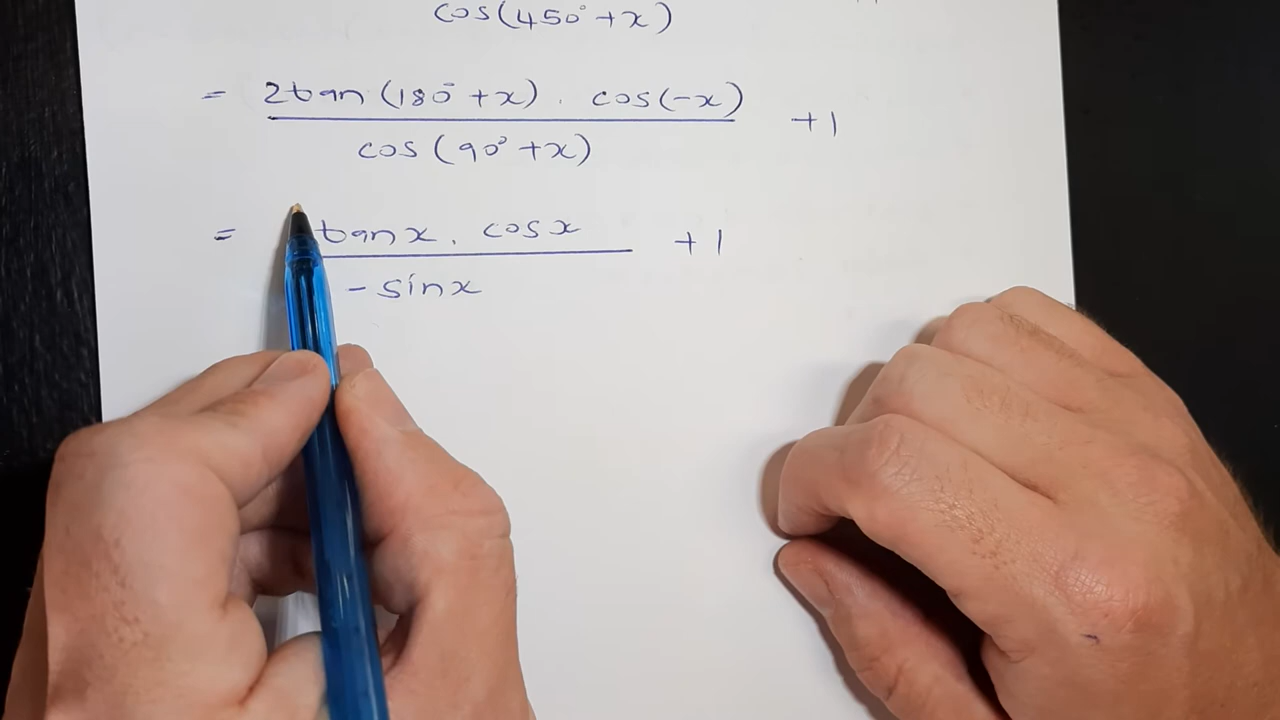 cos(450°+x)
= 2tan(180°+x) . cos(-x) +1
cos(90°+x)
= tanx . cosx +1
-sinx